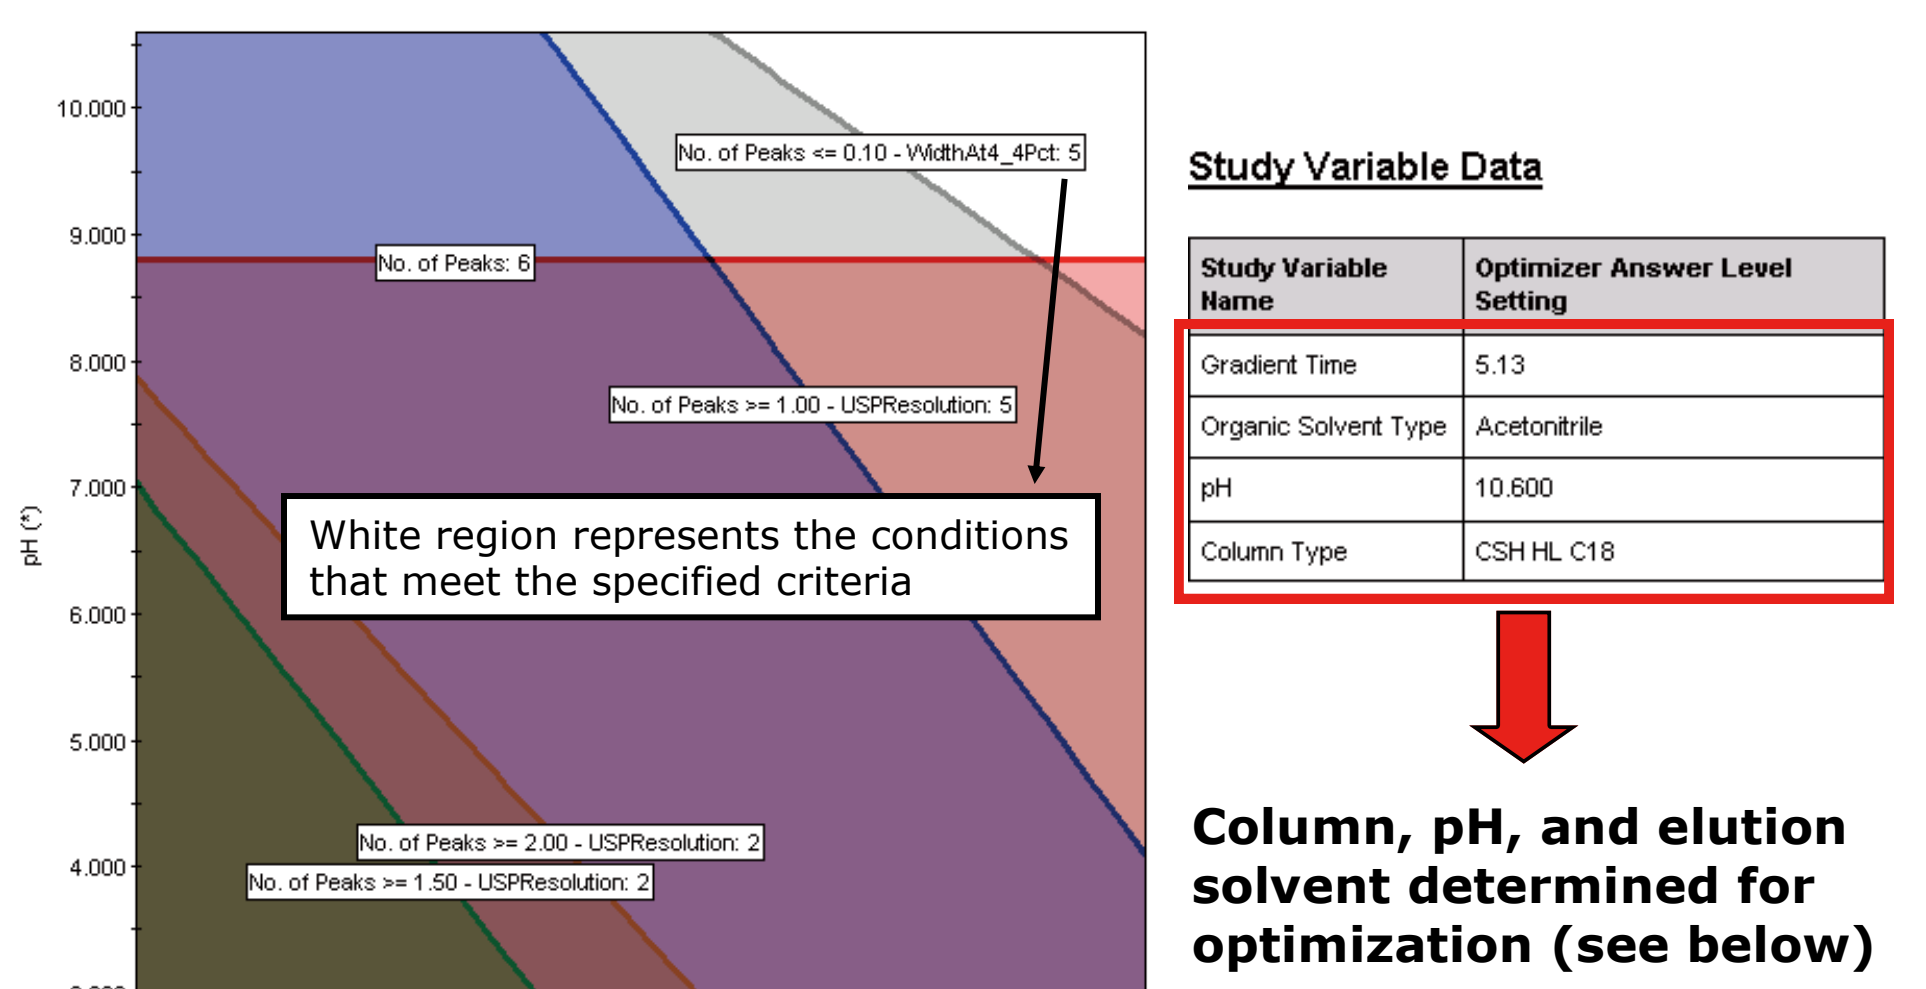 10.000
9.000
8.000
7.000
6.000
5.000
4.000
pH (*)
No. of Peaks <= 0.10 - WidthAt4_4Pct: 5
No. of Peaks: 6
No. of Peaks >= 1.00 - USPResolution: 5
White region represents the conditions
that meet the specified criteria
No. of Peaks >= 2.00 - USPResolution: 2
No. of Peaks >= 1.50 - USPResolution: 2
Study Variable Data
Study Variable Name
Optimizer Answer Level Setting
Gradient Time 5.13
Organic Solvent Type Acetonitrile
pH 10.600
Column Type CSH HL C18
Column, pH, and elution
solvent determined for
optimization (see below)